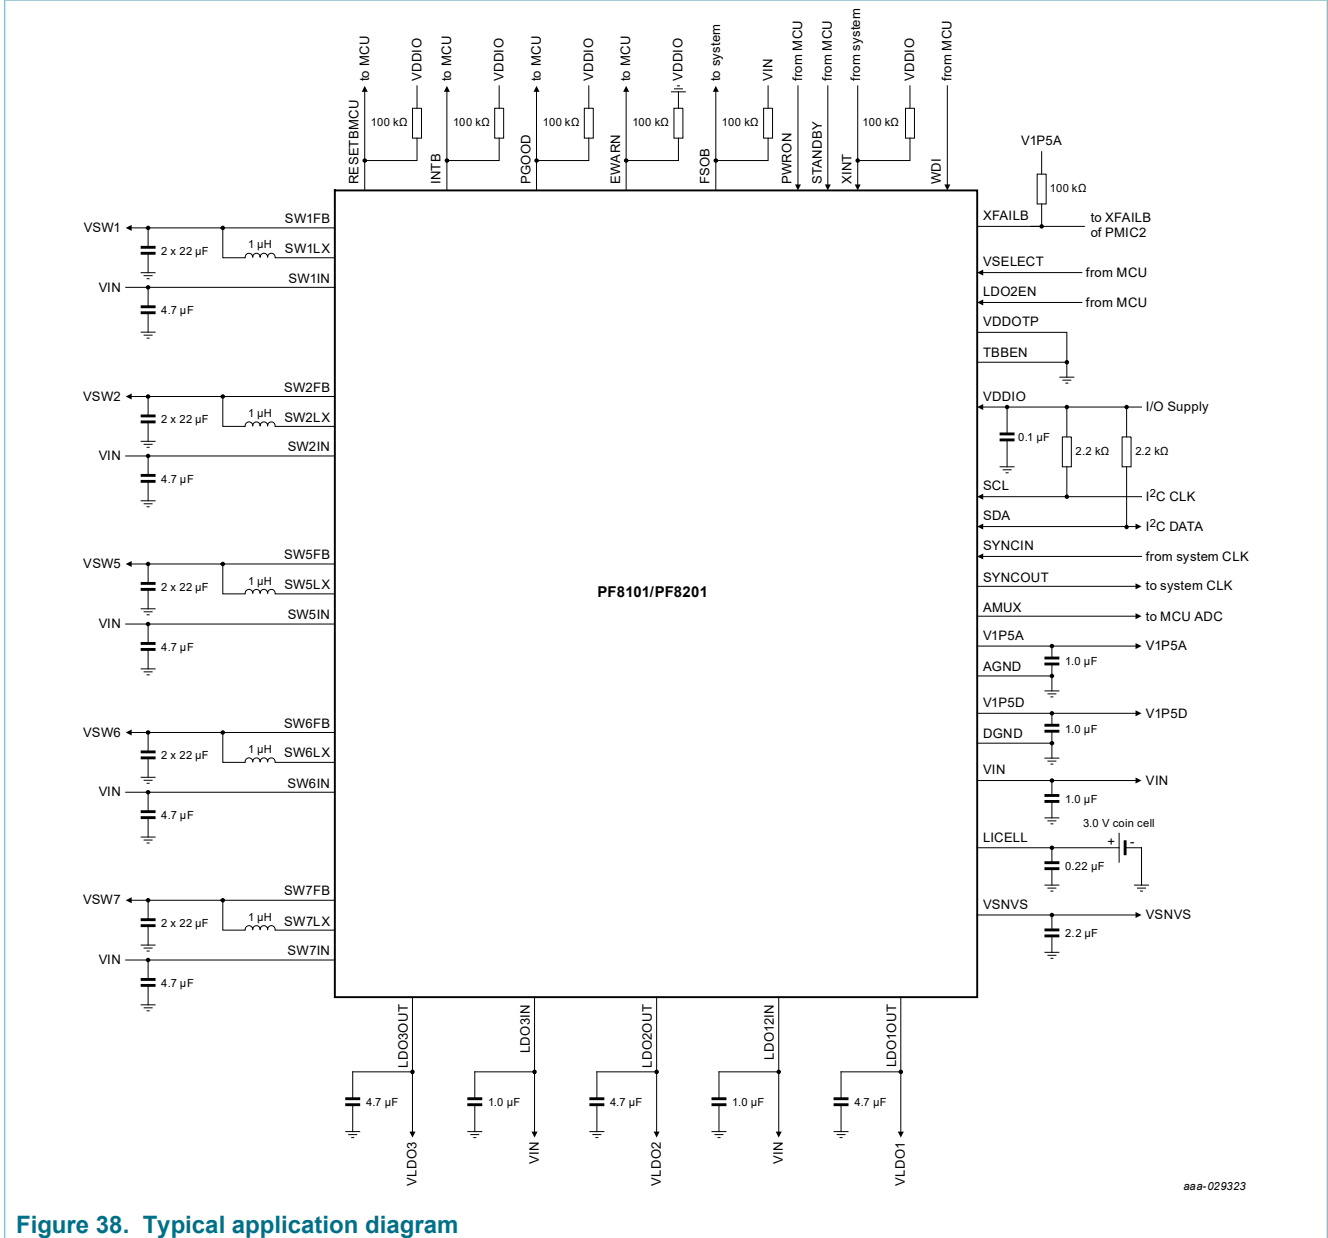 to MCU
VDDIO
to MCU
VDDIO
to MCU
VDDIO
to MCU
VDDIO
to system
VIN
from MCU
from MCU
from system
VDDIO
from MCU
100 kΩ
100 kΩ
100 kΩ
100 kΩ
100 kΩ
100 kΩ
RESETBMCU
INTB
PGOOD
EWARN
FSOB
PWRON
STANDBY
XINT
WDI
V1P5A
100 kΩ
XFAILB
to XFAILB
of PMIC2
VSELECT
from MCU
LDO2EN
from MCU
VDDOTP
TBBEN
VDDIO
I/O Supply
0.1 µF
2.2 kΩ
2.2 kΩ
SCL
I2C CLK
SDA
I2C DATA
SYNCIN
from system CLK
SYNCOUT
to system CLK
AMUX
to MCU ADC
V1P5A
V1P5A
1.0 µF
AGND
V1P5D
V1P5D
1.0 µF
DGND
VIN
VIN
1.0 µF
3.0 V coin cell
LICELL
+
-
0.22 µF
VSNVS
VSNVS
2.2 µF
SW1FB
VSW1
2 x 22 µF
1 µH
SW1LX
SW1IN
VIN
4.7 µF
SW2FB
VSW2
2 x 22 µF
1 µH
SW2LX
SW2IN
VIN
4.7 µF
SW5FB
VSW5
2 x 22 µF
1 µH
SW5LX
SW5IN
VIN
4.7 µF
SW6FB
VSW6
2 x 22 µF
1 µH
SW6LX
SW6IN
VIN
4.7 µF
SW7FB
VSW7
2 x 22 µF
1 µH
SW7LX
SW7IN
VIN
4.7 µF
PF8101/PF8201
LDO3OUT
LDO3IN
LDO2OUT
LDO12IN
LDO1OUT
4.7 µF
1.0 µF
4.7 µF
1.0 µF
4.7 µF
VLDO3
VIN
VLDO2
VIN
VLDO1
aaa-029323
Figure 38. Typical application diagram